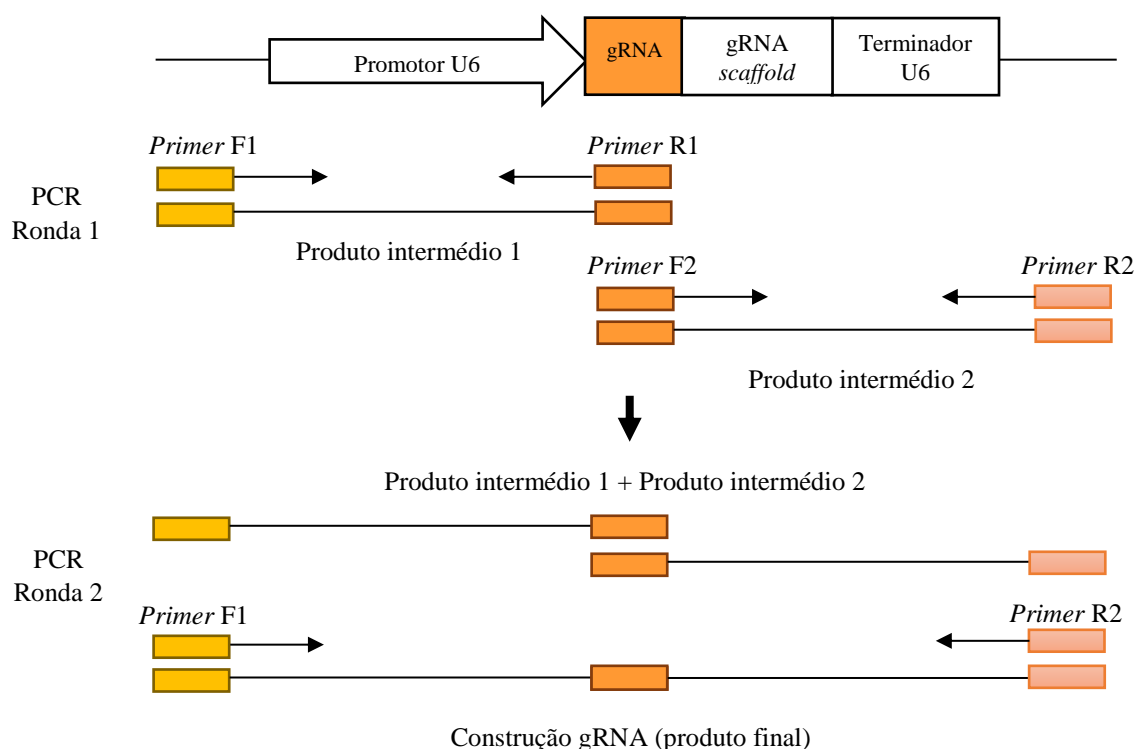 Promotor U6
gRNA
gRNA
scaffold
Terminador
U6
Primer F1
Primer R1
PCR
Ronda 1
Produto intermédio 1
Primer F2
Primer R2
Produto intermédio 2
Produto intermédio 1 + Produto intermédio 2
PCR
Ronda 2
Primer F1
Primer R2
Construção gRNA (produto final)